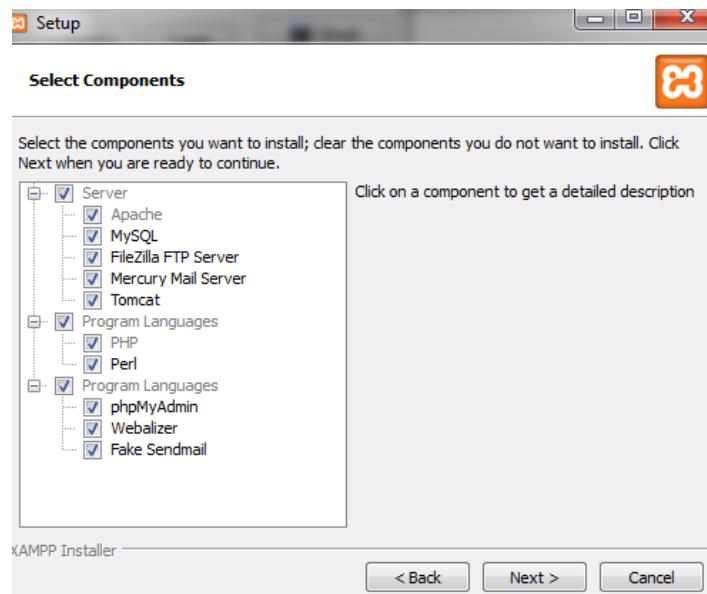 Setup
Select Components
Select the components you want to install; clear the components you do not want to install. Click
Next when you are ready to continue.
Server
Apache
MySQL
FileZilla FTP Server
Mercury Mail Server
Tomcat
Program Languages
PHP
Perl
Program Languages
phpMyAdmin
Webalizer
Fake Sendmail
Click on a component to get a detailed description
XAMPP Installer
< Back
Next >
Cancel